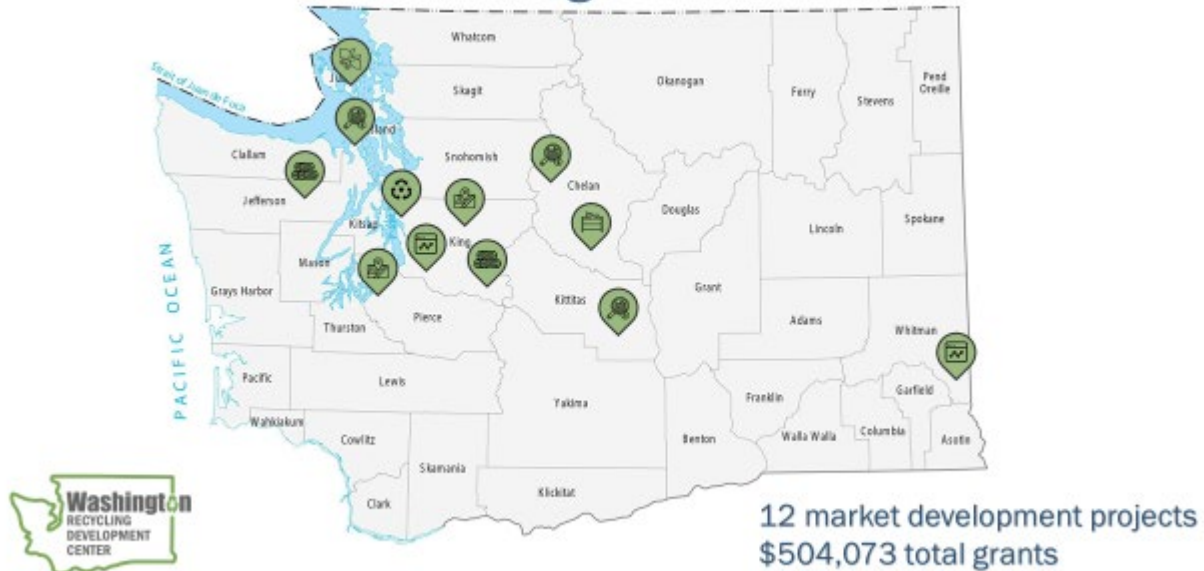 Whatcom
Okanogan
Pend
Oreille
Ferry
Stevens
Skagit
Strait of Juan de Fuca
Clallam
Snohomish
Chelan
Jefferson
Douglas
Spokane
Lincoln
Kitsap
King
Mason
Grant
Grays Harbor
Kittitas
Adams
Pierce
Thurston
Whitman
PACIFIC OCEAN
Pacific
Lewis
Garfield
Yakima
Franklin
Wahkiakum
Cowlitz
Benton
Walla Walla
Columbia
Asotin
Skamania
Klickitat
Clark
Washington
RECYCLING
DEVELOPMENT
CENTER
12 market development projects
$504,073 total grants